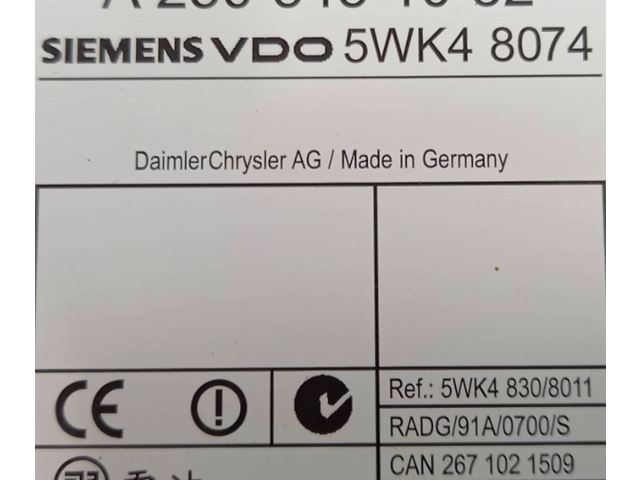 SIEMENS VDO 5WK4 8074
DaimlerChrysler AG / Made in Germany
CE
Ref.: 5WK4 830/8011
RADG/91A/0700/S
CAN 267 102 1509